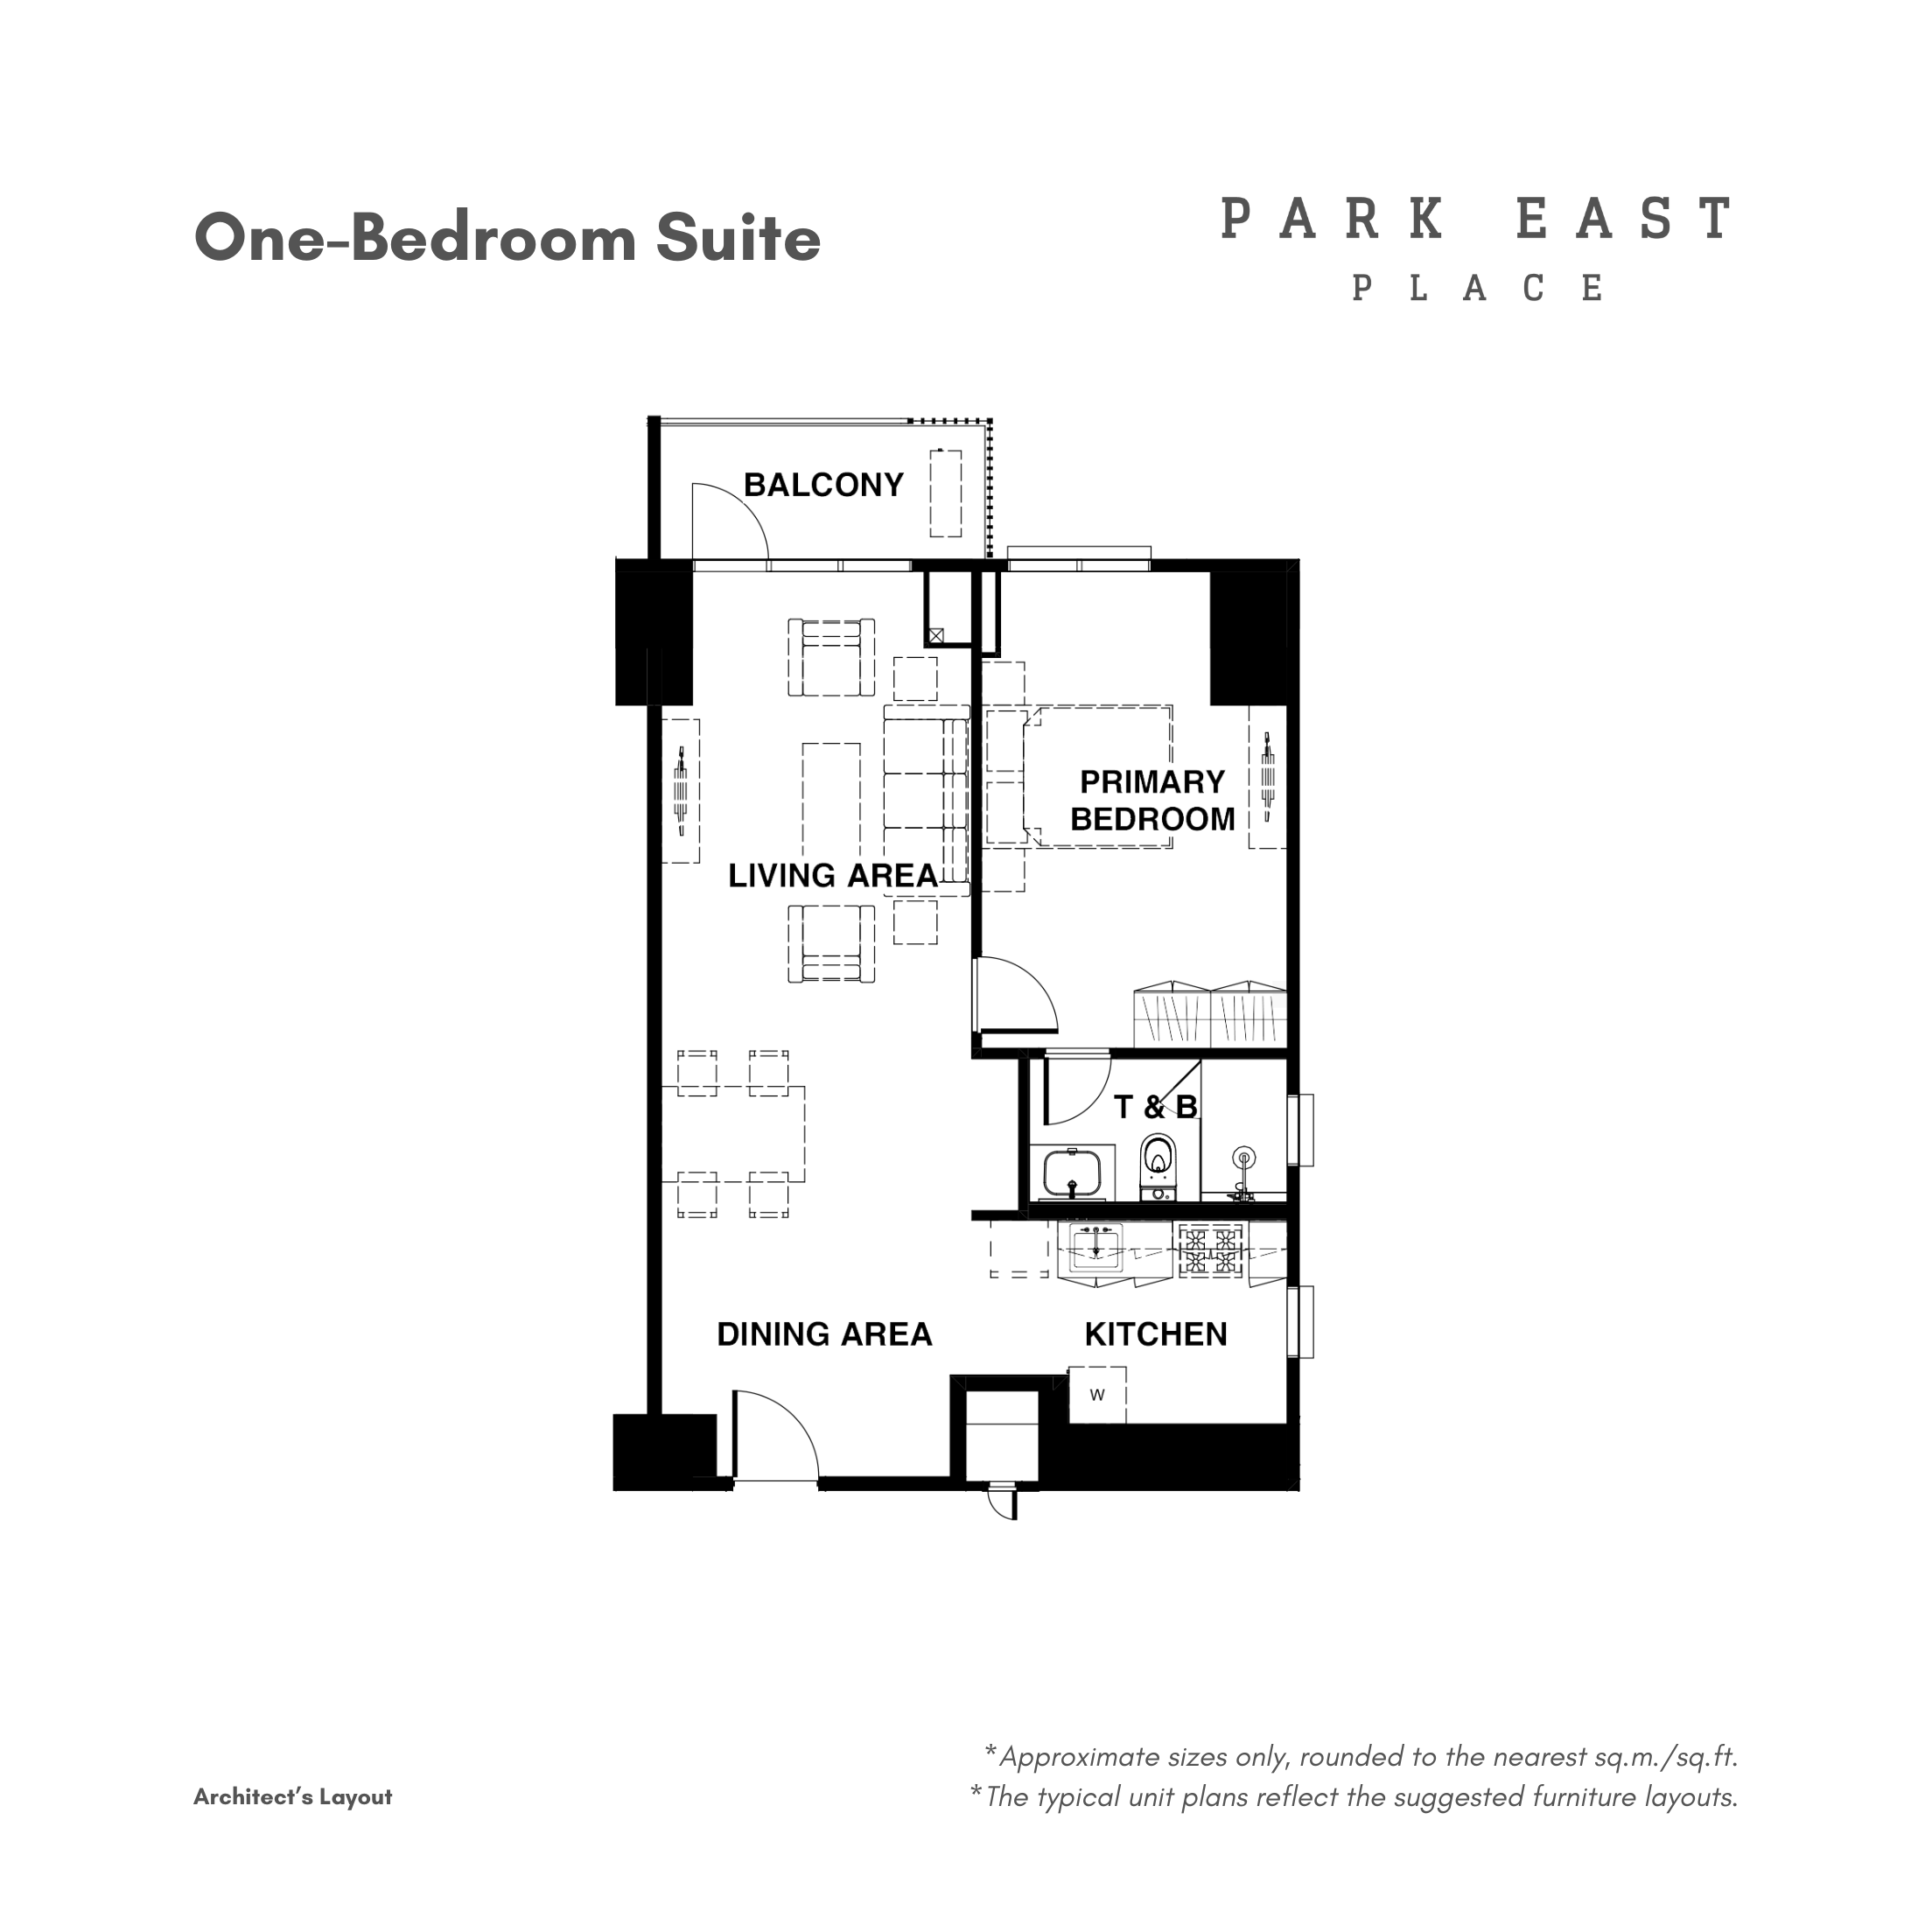 One-Bedroom Suite
PARK EAST
PLACE
BALCONY
PRIMARY
BEDROOM
LIVING AREA
T & B
DINING AREA
KITCHEN
W
*Approximate sizes only, rounded to the nearest sq.m./sq.ft.
Architect’s Layout
*The typical unit plans reflect the suggested furniture layouts.